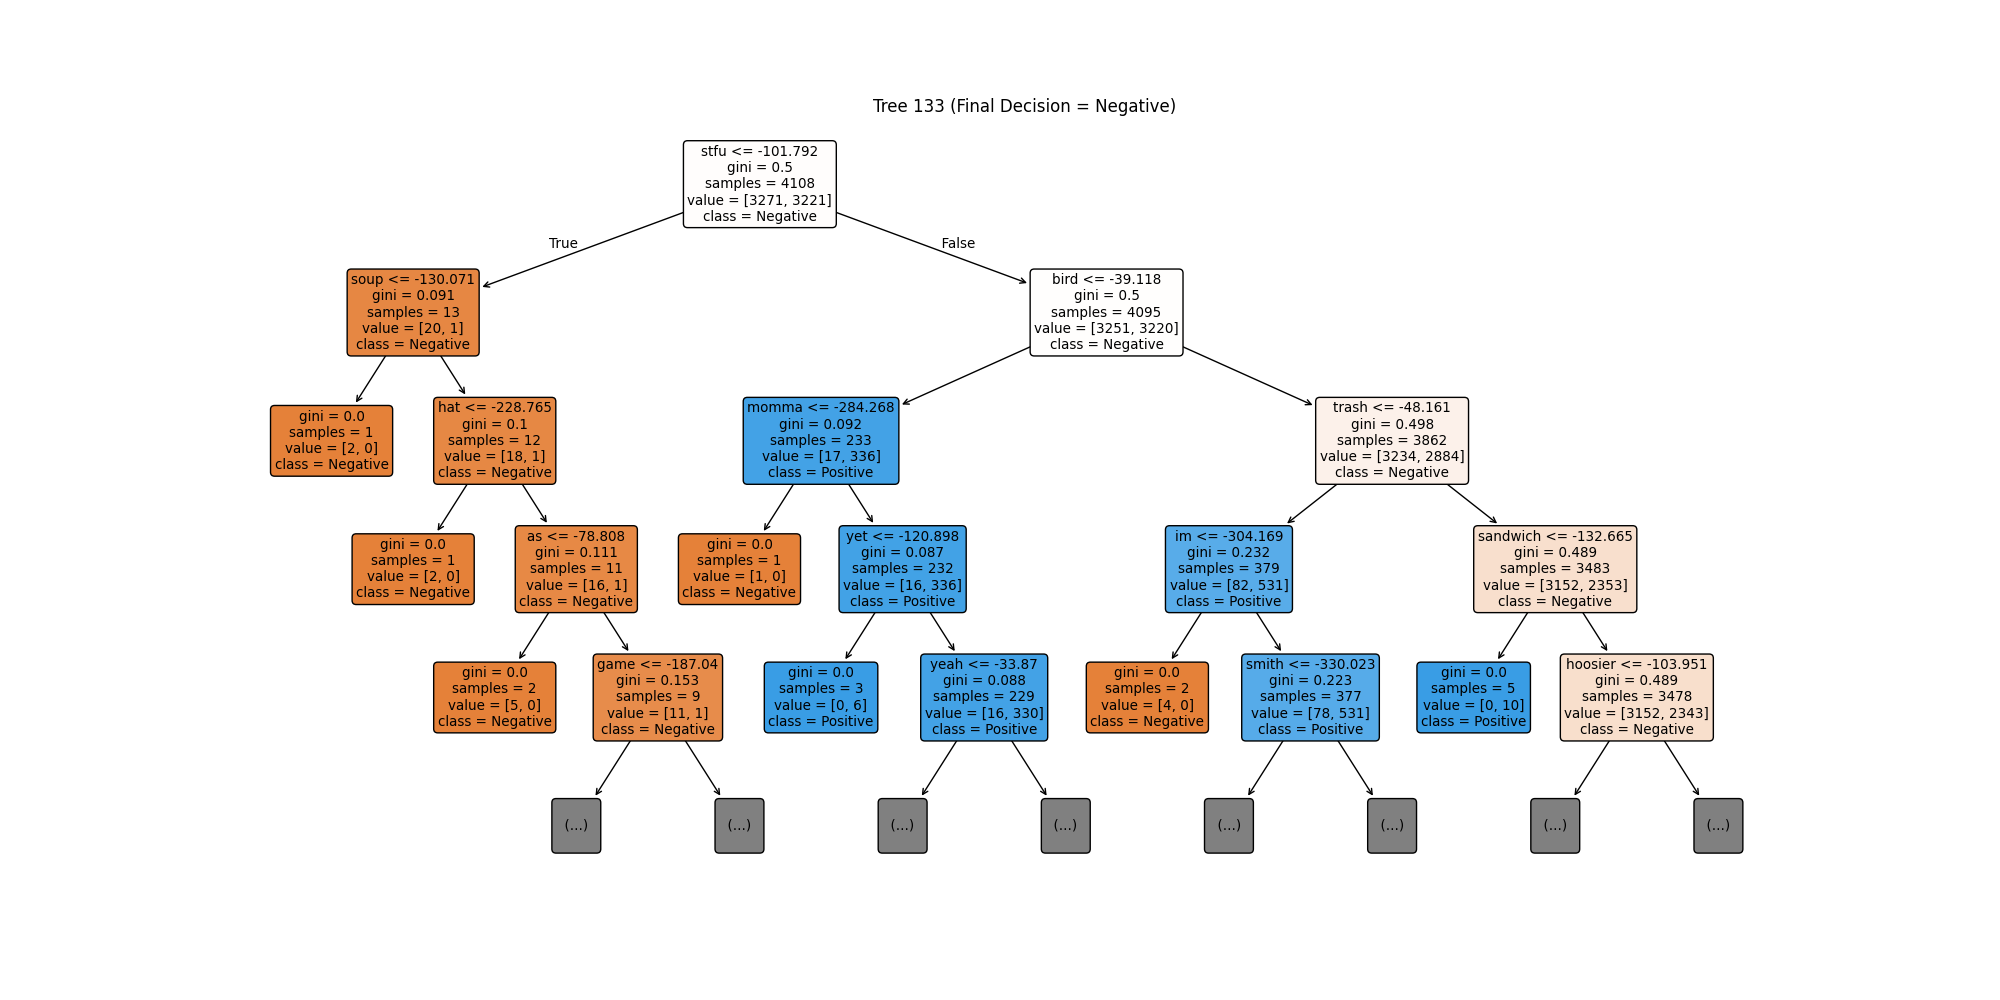 Tree 133 (Final Decision = Negative)
stfu <= -101.792
gini = 0.5
samples = 4108
value = [3271, 3221]
class = Negative
True
False
soup <= -130.071
gini = 0.091
samples = 13
value = [20, 1]
class = Negative
bird <= -39.118
gini = 0.5
samples = 4095
value = [3251, 3220]
class = Negative
gini = 0.0
samples = 1
value = [2, 0]
class = Negative
hat <= -228.765
gini = 0.1
samples = 12
value = [18, 1]
class = Negative
momma <= -284.268
gini = 0.092
samples = 233
value = [17, 336]
class = Positive
trash <= -48.161
gini = 0.498
samples = 3862
value = [3234, 2884]
class = Negative
gini = 0.0
samples = 1
value = [2, 0]
class = Negative
as <= -78.808
gini = 0.111
samples = 11
value = [16, 1]
class = Negative
gini = 0.0
samples = 1
value = [1, 0]
class = Negative
yet <= -120.898
gini = 0.087
samples = 232
value = [16, 336]
class = Positive
im <= -304.169
gini = 0.232
samples = 379
value = [82, 531]
class = Positive
sandwich <= -132.665
gini = 0.489
samples = 3483
value = [3152, 2353]
class = Negative
gini = 0.0
samples = 2
value = [5, 0]
class = Negative
game <= -187.04
gini = 0.153
samples = 9
value = [11, 1]
class = Negative
gini = 0.0
samples = 3
value = [0, 6]
class = Positive
yeah <= -33.87
gini = 0.088
samples = 229
value = [16, 330]
class = Positive
gini = 0.0
samples = 2
value = [4, 0]
class = Negative
smith <= -330.023
gini = 0.223
samples = 377
value = [78, 531]
class = Positive
gini = 0.0
samples = 5
value = [0, 10]
class = Positive
hoosier <= -103.951
gini = 0.489
samples = 3478
value = [3152, 2343]
class = Negative
(...)
(...)
(...)
(...)
(...)
(...)
(...)
(...)